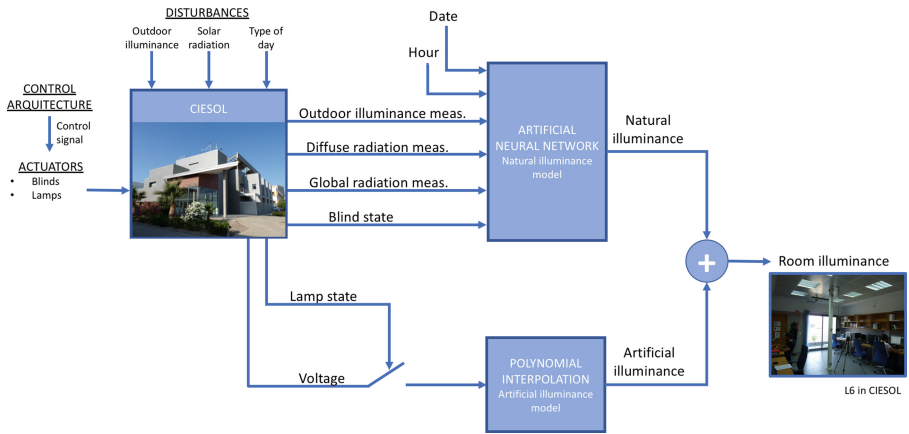 DISTURBANCES
Outdoor
illuminance
Solar
radiation
Type of
day
Date
Hour
CONTROL
ARQUITECTURE
Control
signal
ACTUATORS
• Blinds
• Lamps
CIESOL
Outdoor illuminance meas.
Diffuse radiation meas.
Global radiation meas.
Blind state
ARTIFICIAL
NEURAL NETWORK
Natural illuminance
model
Natural
illuminance
+
Room illuminance
L6 in CIESOL
Lamp state
Voltage
POLYNOMIAL
INTERPOLATION
Artificial illuminance
model
Artificial
illuminance